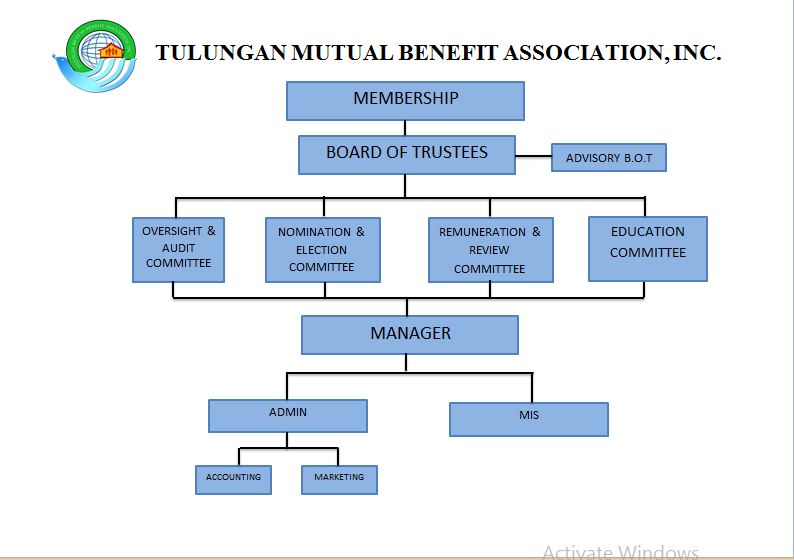 TULUNGAN MUTUAL BENEFIT ASSOCIATION, INC.
MEMBERSHIP
BOARD OF TRUSTEES
ADVISORY B.O.T
OVERSIGHT &
AUDIT
COMMITTEE
NOMINATION &
ELECTION
COMMITTEE
REMUNERATION &
REVIEW
COMMITTTEE
EDUCATION
COMMITTEE
MANAGER
ADMIN
MIS
ACCOUNTING
MARKETING
Activate Windows